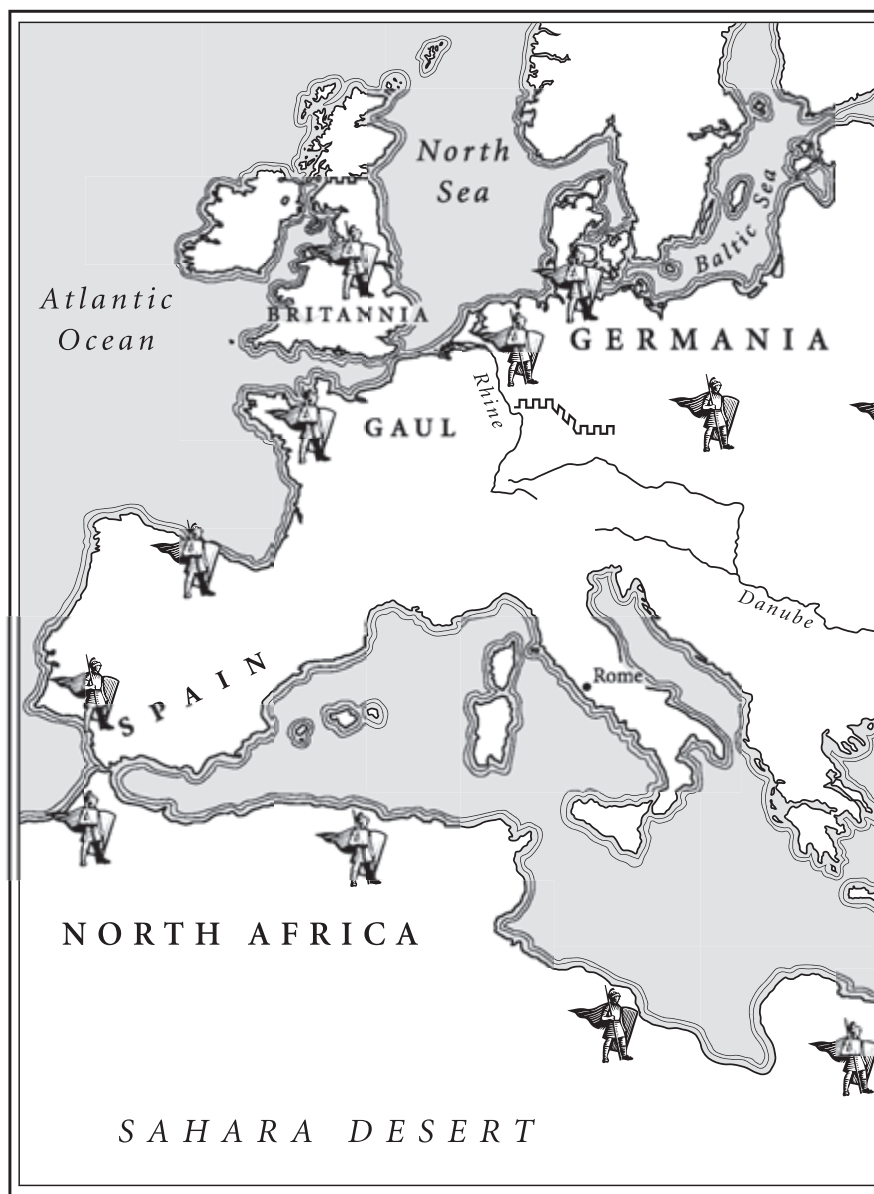 North
Sea
Baltic Sea
Atlantic
Ocean
BRITANNIA
GERMANIA
Rhine
GAUL
Danube
Rome
SPAIN
NORTH AFRICA
SAHARA DESERT